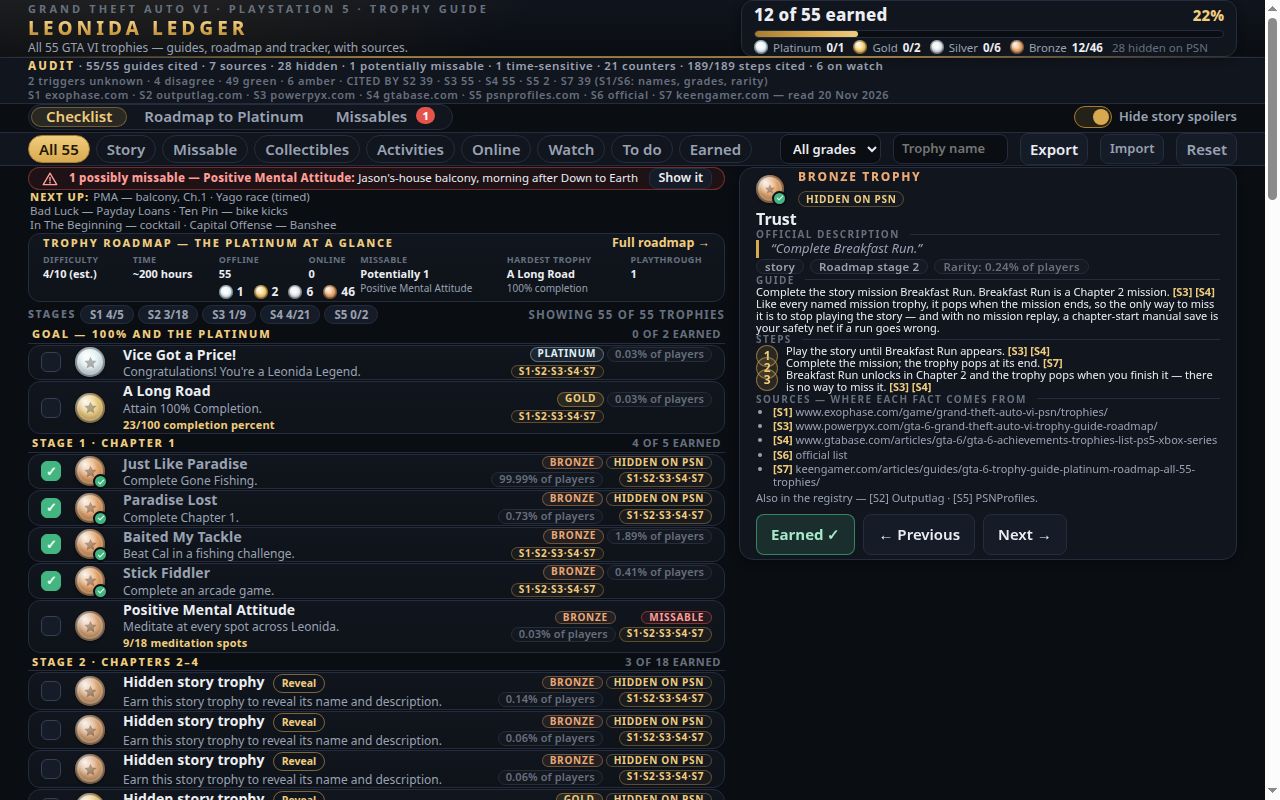 GRAND THEFT AUTO VI · PLAYSTATION 5 · TROPHY GUIDE
LEONIDA LEDGER
All 55 GTA VI trophies — guides, roadmap and tracker, with sources.
12 of 55 earned 22%
Platinum 0/1 Gold 0/2 Silver 0/6 Bronze 12/46 28 hidden on PSN
AUDIT · 55/55 guides cited · 7 sources · 28 hidden · 1 potentially missable · 1 time-sensitive · 21 counters · 189/189 steps cited · 6 on watch
2 triggers unknown · 4 disagree · 49 green · 6 amber · CITED BY S2 39 · S3 55 · S4 55 · S5 2 · S7 39 (S1/S6: names, grades, rarity)
S1 exophase.com · S2 outputlag.com · S3 powerpyx.com · S4 gtabase.com · S5 psnprofiles.com · S6 official · S7 keengamer.com — read 20 Nov 2026
Checklist Roadmap to Platinum Missables 1 Hide story spoilers
All 55 Story Missable Collectibles Activities Online Watch To do Earned All grades Trophy name Export Import Reset
1 possibly missable — Positive Mental Attitude: Jason's-house balcony, morning after Down to Earth Show it
NEXT UP: PMA — balcony, Ch.1 · Yago race (timed)
Bad Luck — Payday Loans · Ten Pin — bike kicks
In The Beginning — cocktail · Capital Offense — Banshee
TROPHY ROADMAP — THE PLATINUM AT A GLANCE Full roadmap →
DIFFICULTY TIME OFFLINE ONLINE MISSABLE HARDEST TROPHY PLAYTHROUGH
4/10 (est.) ~200 hours 55 0 Potentially 1 A Long Road 1
1 2 6 46 Positive Mental Attitude 100% completion
STAGES S1 4/5 S2 3/18 S3 1/9 S4 4/21 S5 0/2 SHOWING 55 OF 55 TROPHIES
GOAL — 100% AND THE PLATINUM 0 OF 2 EARNED
Vice Got a Price! PLATINUM 0.03% of players
Congratulations! You're a Leonida Legend. S1·S2·S3·S4·S7
A Long Road
Attain 100% Completion. GOLD 0.03% of players
23/100 completion percent S1·S2·S3·S4·S7
STAGE 1 · CHAPTER 1 4 OF 5 EARNED
Just Like Paradise BRONZE HIDDEN ON PSN
Complete Gone Fishing. 99.99% of players S1·S2·S3·S4·S7
Paradise Lost BRONZE HIDDEN ON PSN
Complete Chapter 1. 0.73% of players S1·S2·S3·S4·S7
Baited My Tackle BRONZE 1.89% of players
Beat Cal in a fishing challenge. S1·S2·S3·S4·S7
Stick Fiddler BRONZE 0.41% of players
Complete an arcade game. S1·S2·S3·S4·S7
Positive Mental Attitude BRONZE MISSABLE
Meditate at every spot across Leonida. 0.03% of players S1·S2·S3·S4·S7
9/18 meditation spots
STAGE 2 · CHAPTERS 2–4 3 OF 18 EARNED
Hidden story trophy Reveal BRONZE HIDDEN ON PSN
Earn this story trophy to reveal its name and description. 0.14% of players S1·S2·S3·S4·S7
Hidden story trophy Reveal BRONZE HIDDEN ON PSN
Earn this story trophy to reveal its name and description. 0.06% of players S1·S2·S3·S4·S7
Hidden story trophy Reveal BRONZE HIDDEN ON PSN
Earn this story trophy to reveal its name and description. 0.06% of players S1·S2·S3·S4·S7
Hidden story trophy Reveal GOLD HIDDEN ON PSN
BRONZE TROPHY
HIDDEN ON PSN
Trust
OFFICIAL DESCRIPTION
“Complete Breakfast Run.”
story Roadmap stage 2 Rarity: 0.24% of players
GUIDE
Complete the story mission Breakfast Run. Breakfast Run is a Chapter 2 mission. [S3] [S4]
Like every named mission trophy, it pops when the mission ends, so the only way to miss
it is to stop playing the story — and with no mission replay, a chapter-start manual save is
your safety net if a run goes wrong.
STEPS
1 Play the story until Breakfast Run appears. [S3] [S4]
2 Complete the mission; the trophy pops at its end. [S7]
3 Breakfast Run unlocks in Chapter 2 and the trophy pops when you finish it — there
is no way to miss it. [S3] [S4]
SOURCES — WHERE EACH FACT COMES FROM
• [S1] www.exophase.com/game/grand-theft-auto-vi-psn/trophies/
• [S3] www.powerpyx.com/gta-6-grand-theft-auto-vi-trophy-guide-roadmap/
• [S4] www.gtabase.com/articles/gta-6/gta-6-achievements-trophies-list-ps5-xbox-series
• [S6] official list
• [S7] keengamer.com/articles/guides/gta-6-trophy-guide-platinum-roadmap-all-55-
trophies/
Also in the registry — [S2] Outputlag · [S5] PSNProfiles.
Earned ✓ ← Previous Next →